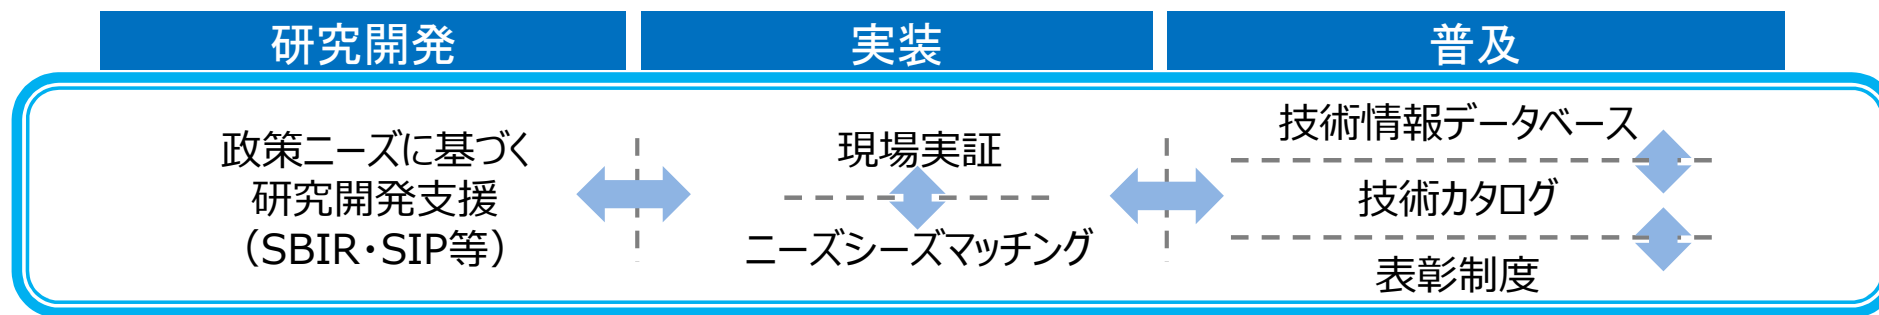 研究開発
実装
普及
政策ニーズに基づく
研究開発支援
（SBIR・SIP等）
現場実証
ニーズシーズマッチング
技術情報データベース
技術カタログ
表彰制度